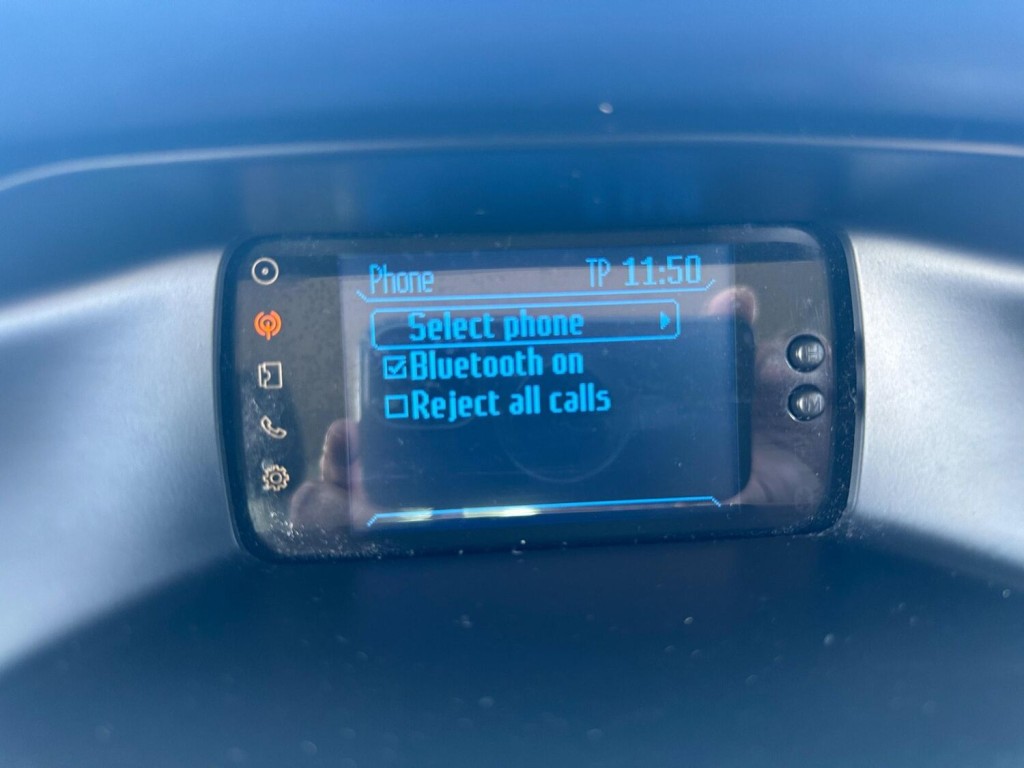 Phone TP 11:50
Select phone
Bluetooth on
Reject all calls